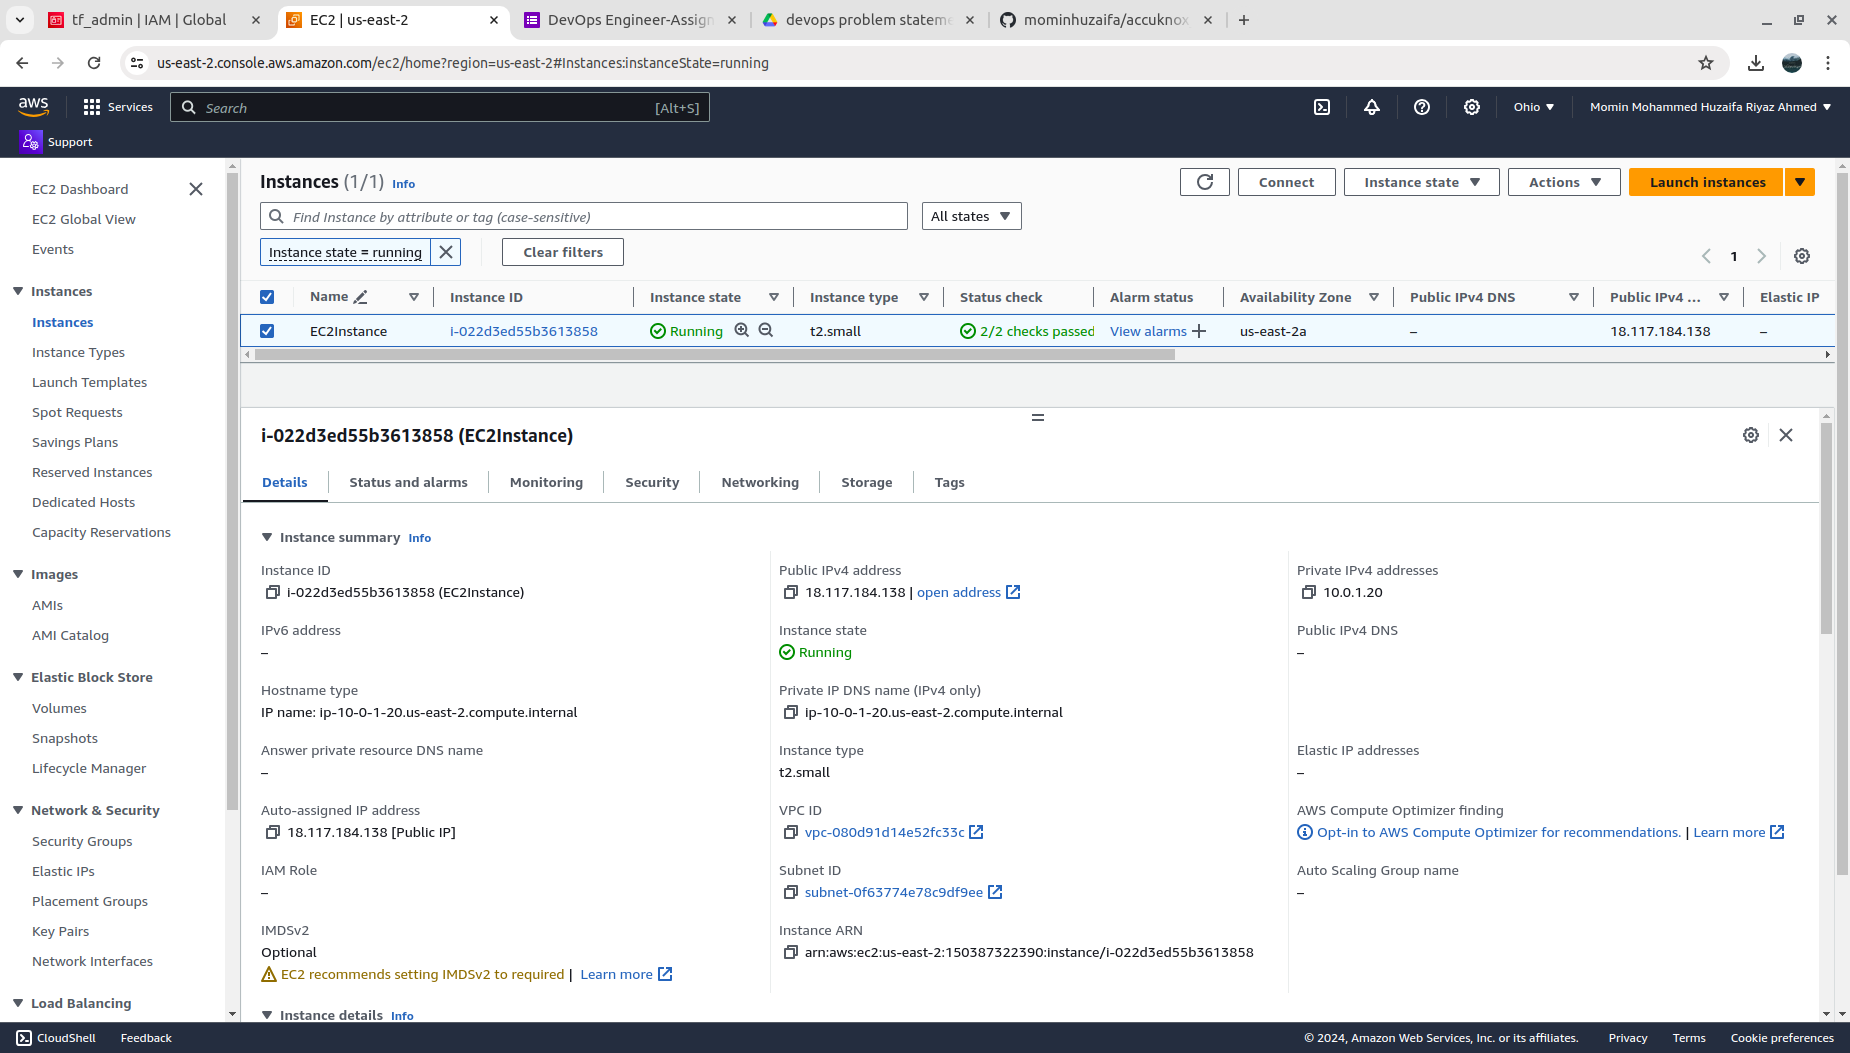 tf_admin | IAM | Global
EC2 | us-east-2
DevOps Engineer-Assign
devops problem stateme
mominhuzaifa/accuknox
us-east-2.console.aws.amazon.com/ec2/home?region=us-east-2#Instances:instanceState=running
aws
Services
Search
[Alt+S]
Ohio
Momin Mohammed Huzaifa Riyaz Ahmed
Support
EC2 Dashboard
EC2 Global View
Events
Instances
Instances
Instance Types
Launch Templates
Spot Requests
Savings Plans
Reserved Instances
Dedicated Hosts
Capacity Reservations
Images
AMIs
AMI Catalog
Elastic Block Store
Volumes
Snapshots
Lifecycle Manager
Network & Security
Security Groups
Elastic IPs
Placement Groups
Key Pairs
Network Interfaces
Load Balancing
Instances (1/1) Info
Connect
Instance state
Actions
Launch instances
Find Instance by attribute or tag (case-sensitive)
All states
Instance state = running
Clear filters
1
Name Instance ID Instance state Instance type Status check Alarm status Availability Zone Public IPv4 DNS Public IPv4 ... Elastic IP
EC2Instance i-022d3ed55b3613858 Running t2.small 2/2 checks passed View alarms us-east-2a – 18.117.184.138 –
i-022d3ed55b3613858 (EC2Instance)
Details Status and alarms Monitoring Security Networking Storage Tags
Instance summary Info
Instance ID
i-022d3ed55b3613858 (EC2Instance)
Public IPv4 address
18.117.184.138 | open address
Private IPv4 addresses
10.0.1.20
IPv6 address
–
Instance state
Running
Public IPv4 DNS
–
Hostname type
IP name: ip-10-0-1-20.us-east-2.compute.internal
Private IP DNS name (IPv4 only)
ip-10-0-1-20.us-east-2.compute.internal
Answer private resource DNS name
–
Instance type
t2.small
Elastic IP addresses
–
Auto-assigned IP address
18.117.184.138 [Public IP]
VPC ID
vpc-080d91d14e52fc33c
AWS Compute Optimizer finding
Opt-in to AWS Compute Optimizer for recommendations. | Learn more
IAM Role
–
Subnet ID
subnet-0f63774e78c9df9ee
Auto Scaling Group name
–
IMDSv2
Optional
EC2 recommends setting IMDSv2 to required | Learn more
Instance ARN
arn:aws:ec2:us-east-2:150387322390:instance/i-022d3ed55b3613858
Instance details Info
CloudShell
Feedback
© 2024, Amazon Web Services, Inc. or its affiliates.
Privacy
Terms
Cookie preferences